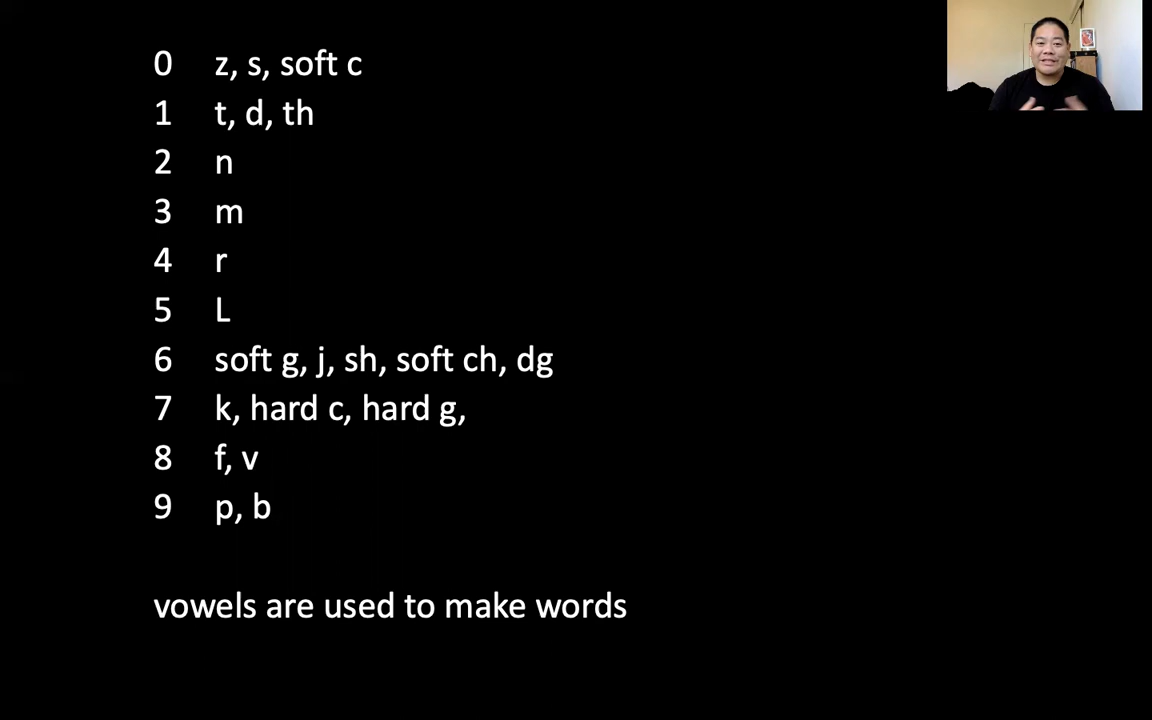 0 z, s, soft c
1 t, d, th
2 n
3 m
4 r
5 L
6 soft g, j, sh, soft ch, dg
7 k, hard c, hard g,
8 f, v
9 p, b
vowels are used to make words